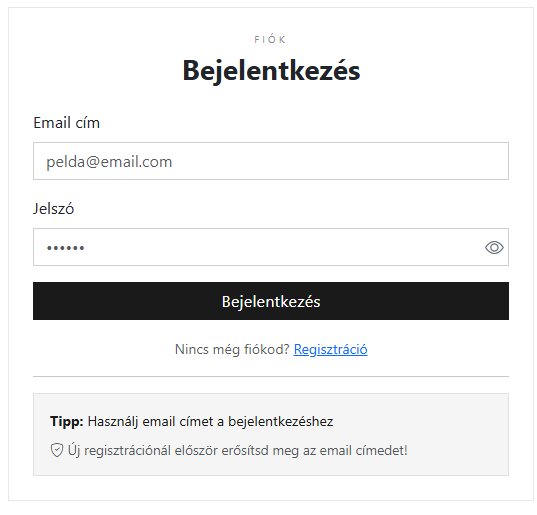 FIÓK
Bejelentkezés
Email cím
pelda@email.com
Jelszó
••••••
Bejelentkezés
Nincs még fiókod? Regisztráció
Tipp: Használj email címet a bejelentkezéshez
Új regisztrációnál először erősítsd meg az email címedet!